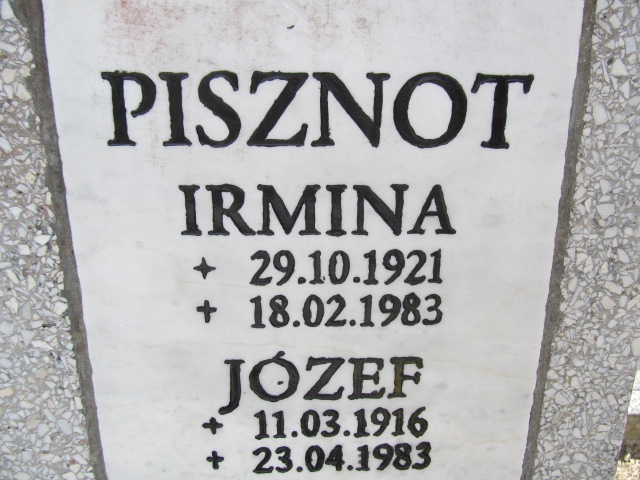 PISZNOT
IRMINA
+ 29.10.1921
+ 18.02.1983
JÓZEF
+ 11.03.1916
+ 23.04.1983